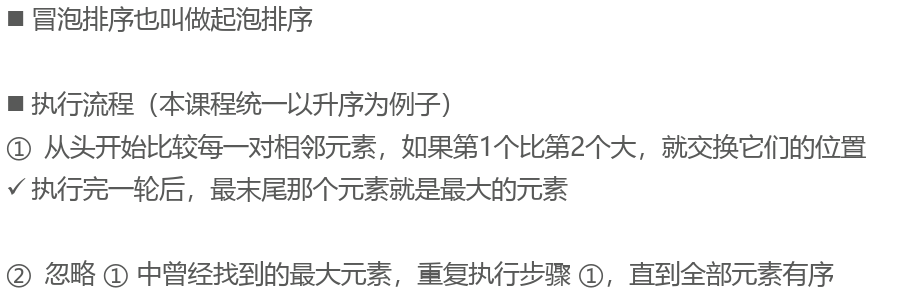 ■ 冒泡排序也叫做起泡排序
■ 执行流程（本课程统一以升序为例子）
① 从头开始比较每一对相邻元素，如果第1个比第2个大，就交换它们的位置
✓ 执行完一轮后，最末尾那个元素就是最大的元素
② 忽略 ① 中曾经找到的最大元素，重复执行步骤 ①，直到全部元素有序